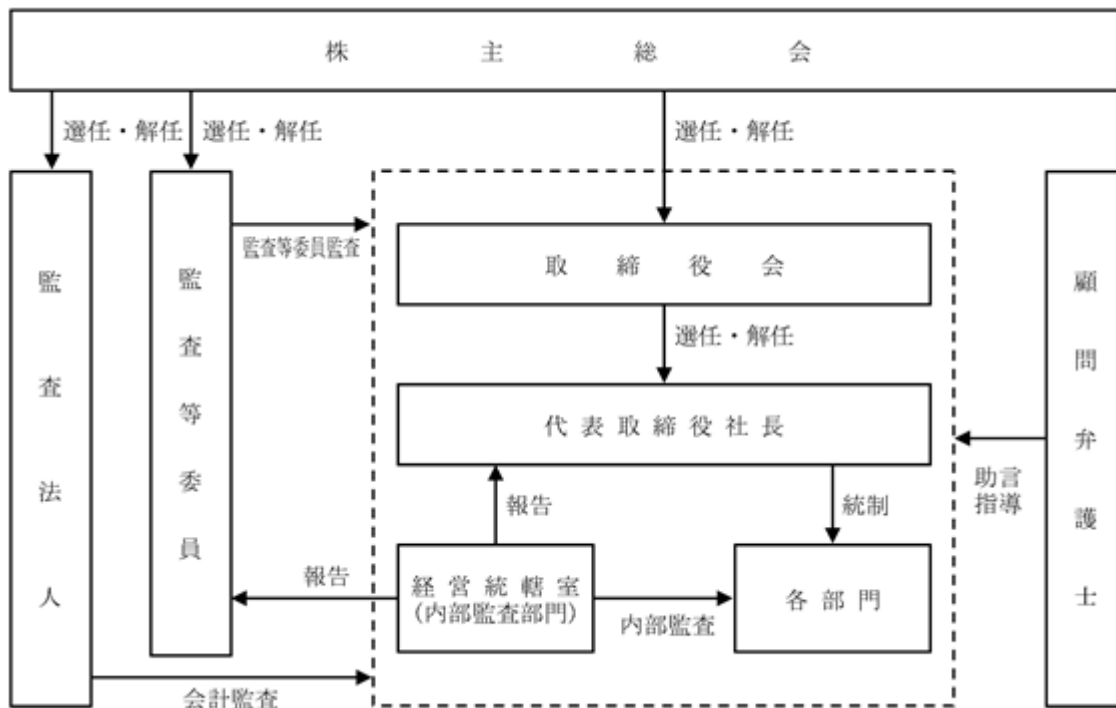 株主総会
選任・解任
選任・解任
選任・解任
監査法人
監査等委員
監査等委員監査
取締役会
選任・解任
代表取締役社長
顧問弁護士
助言
指導
報告
統制
報告
経営統轄室
(内部監査部門)
内部監査
各部門
会計監査